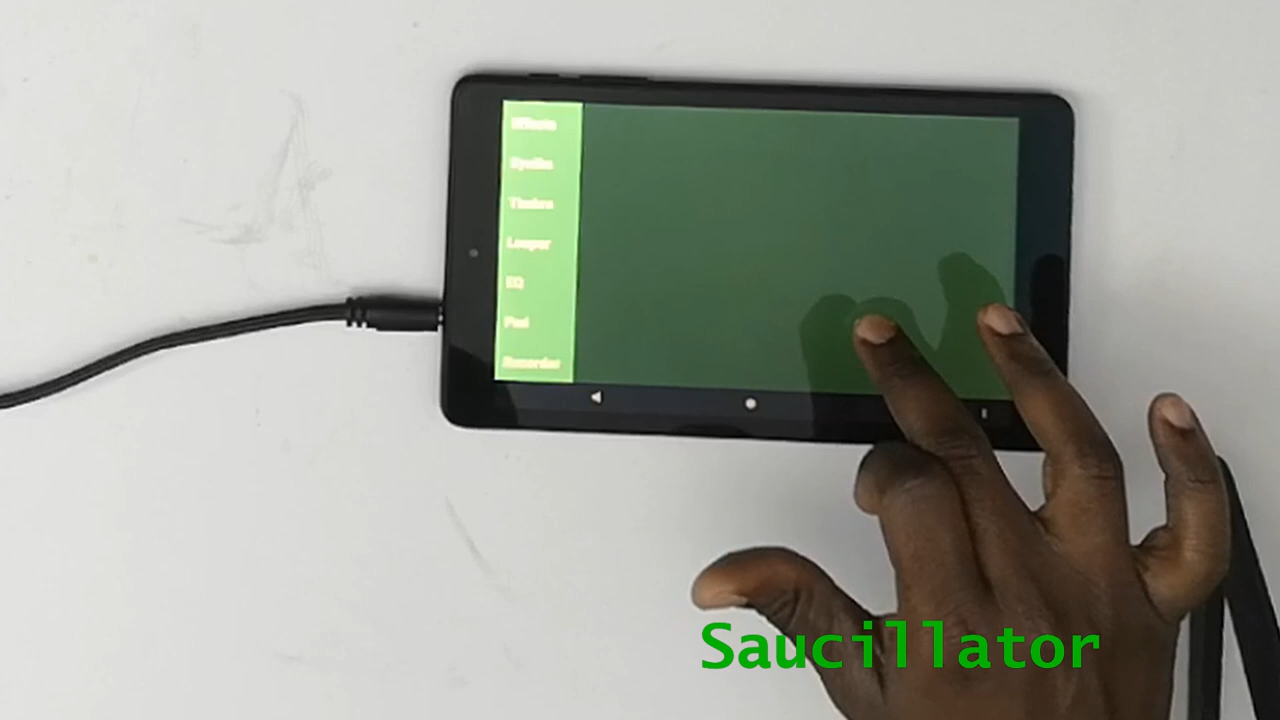 Effects
Synths
Timbre
Looper
EQ
Pad
Recorder
Saucillator